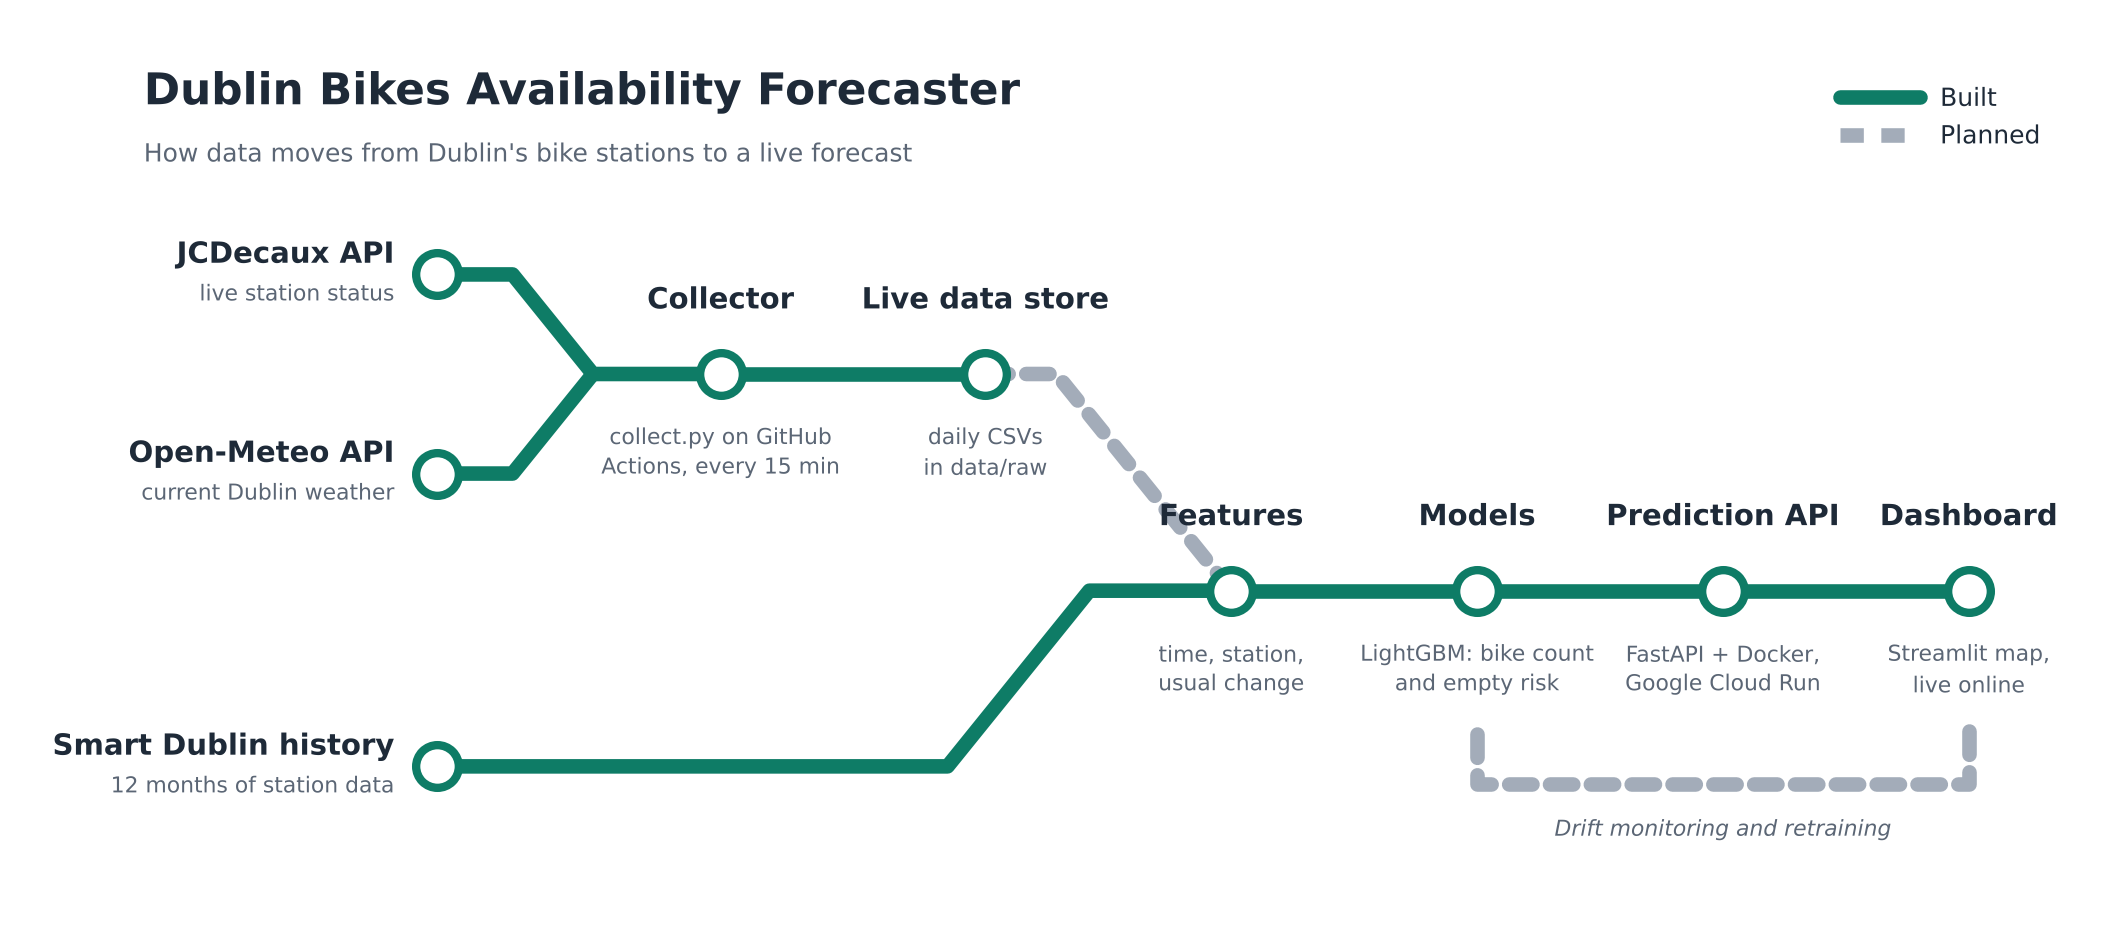 Dublin Bikes Availability Forecaster
How data moves from Dublin's bike stations to a live forecast
Built
Planned
JCDecaux API
live station status
Open-Meteo API
current Dublin weather
Collector
collect.py on GitHub
Actions, every 15 min
Live data store
daily CSVs
in data/raw
Smart Dublin history
12 months of station data
Features
time, station,
usual change
Models
LightGBM: bike count
and empty risk
Prediction API
FastAPI + Docker,
Google Cloud Run
Dashboard
Streamlit map,
live online
Drift monitoring and retraining